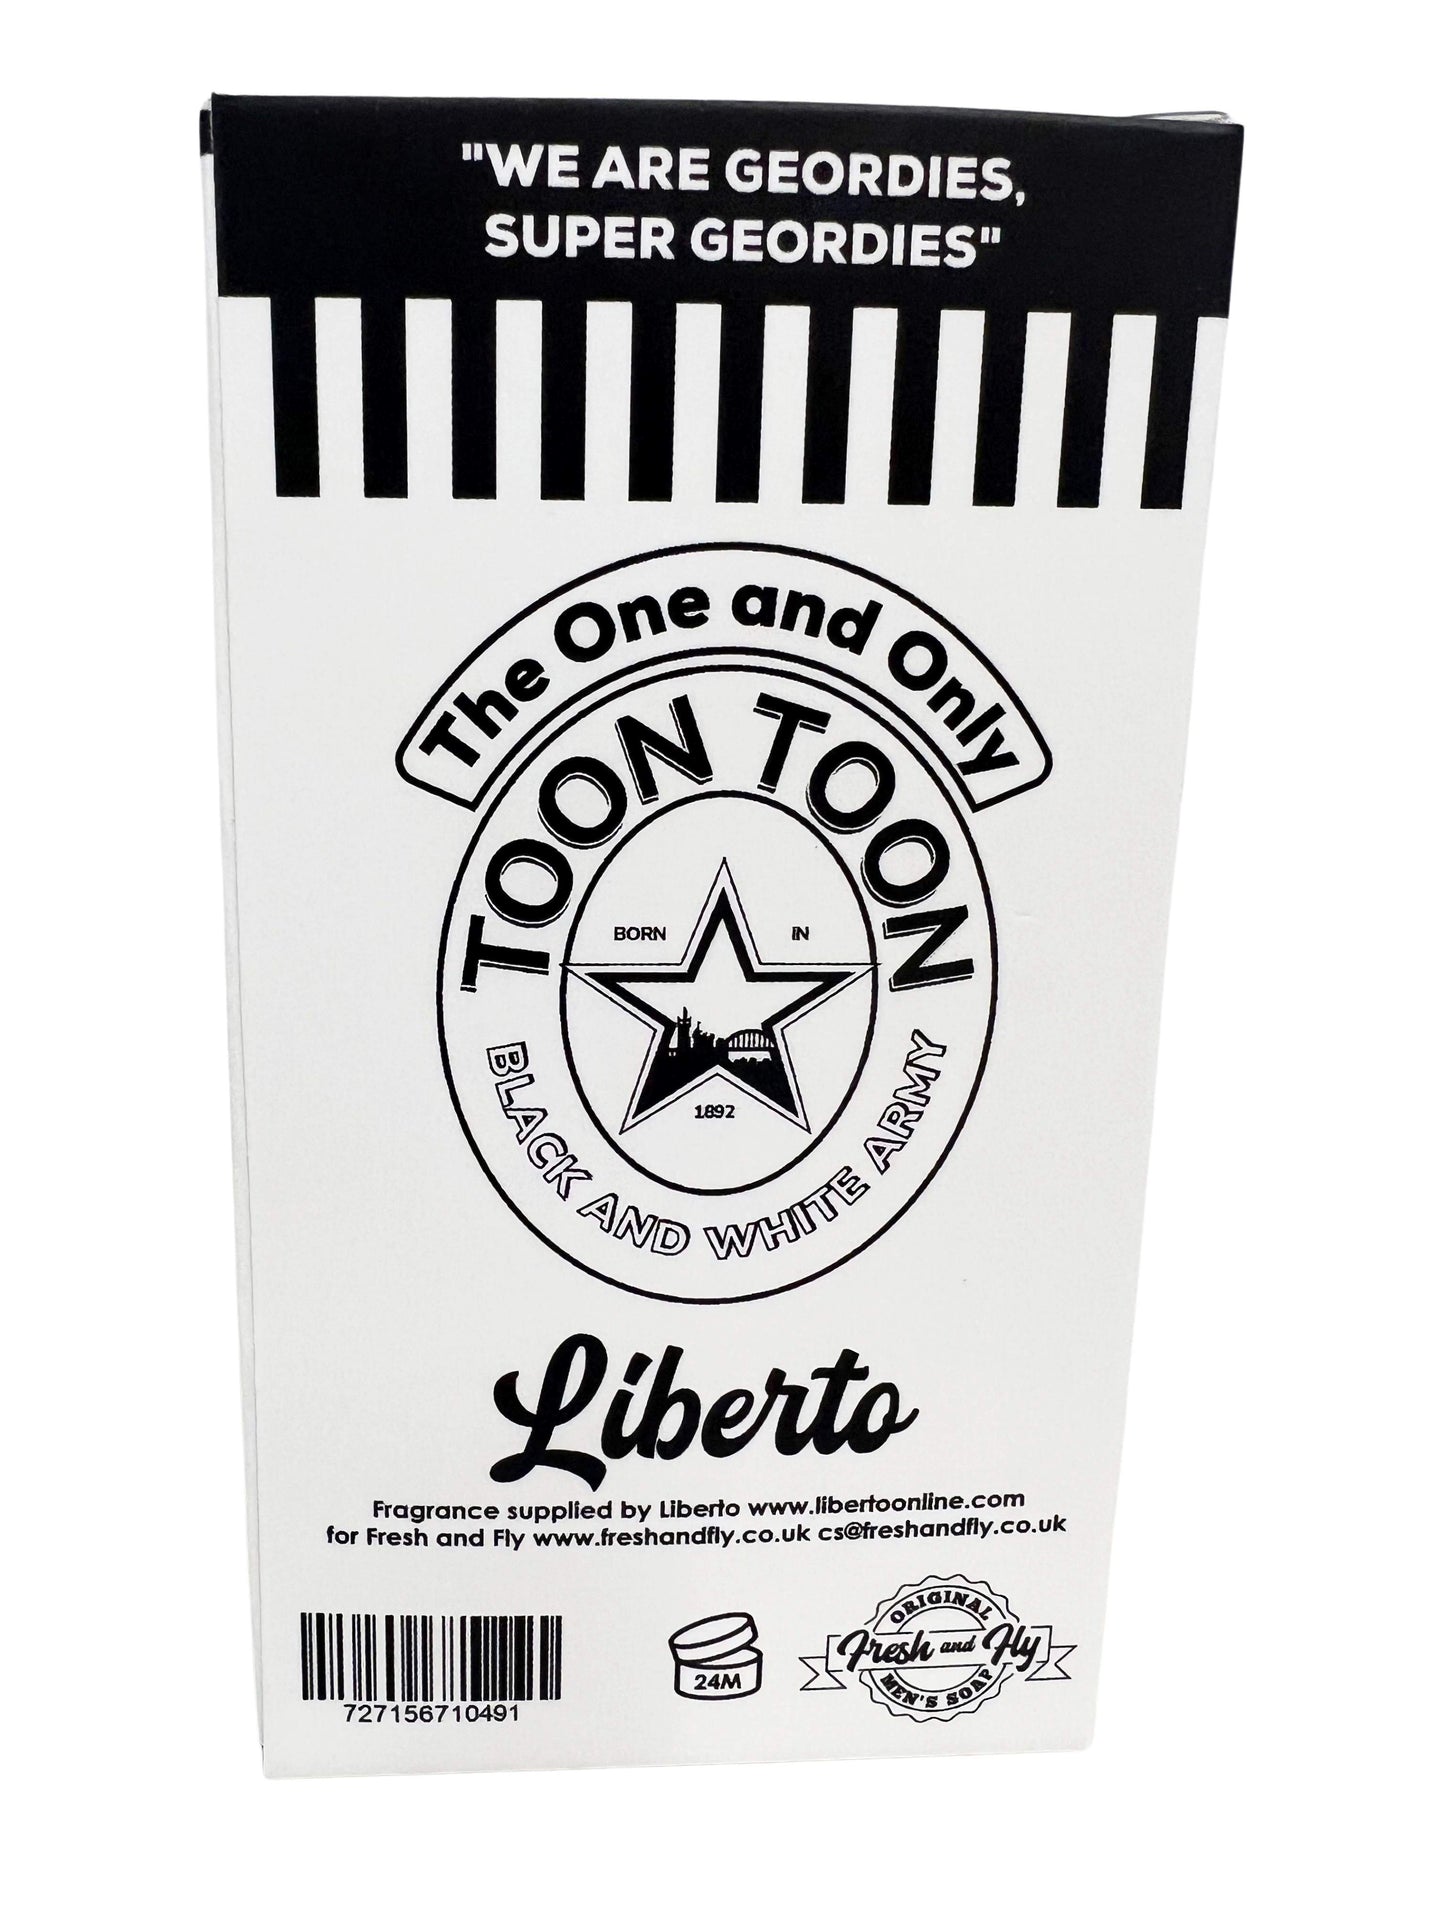 "WE ARE GEORDIES,
SUPER GEORDIES"
The One and Only
TOON TOON
BORN IN
1892
BLACK AND WHITE ARMY
Liberto
Fragrance supplied by Liberto www.libertoonline.com
for Fresh and Fly www.freshandfly.co.uk cs@freshandfly.co.uk
727156710491
24M
ORIGINAL
Fresh and Fly
MEN'S SOAP